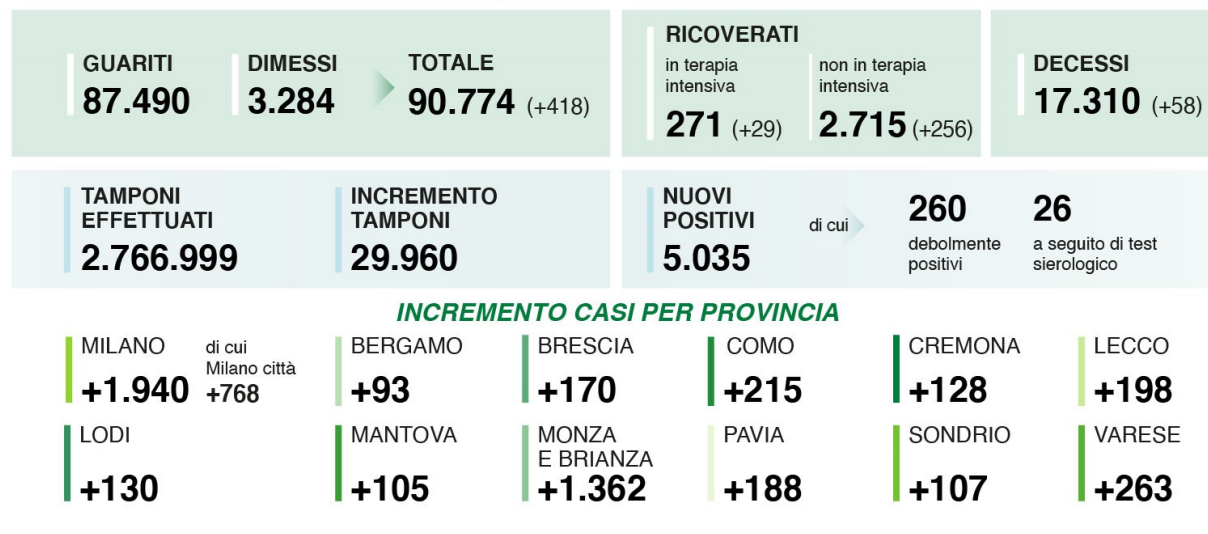 GUARITI
87.490
DIMESSI
3.284
TOTALE
90.774 (+418)
RICOVERATI
in terapia
intensiva
271 (+29)
non in terapia
intensiva
2.715 (+256)
DECESSI
17.310 (+58)
TAMPONI
EFFETTUATI
2.766.999
INCREMENTO
TAMPONI
29.960
NUOVI
POSITIVI
5.035
di cui
260
debolmente
positivi
26
a seguito di test
sierologico
INCREMENTO CASI PER PROVINCIA
MILANO
+1.940
di cui
Milano città
+768
BERGAMO
+93
BRESCIA
+170
COMO
+215
CREMONA
+128
LECCO
+198
LODI
+130
MANTOVA
+105
MONZA
E BRIANZA
+1.362
PAVIA
+188
SONDRIO
+107
VARESE
+263